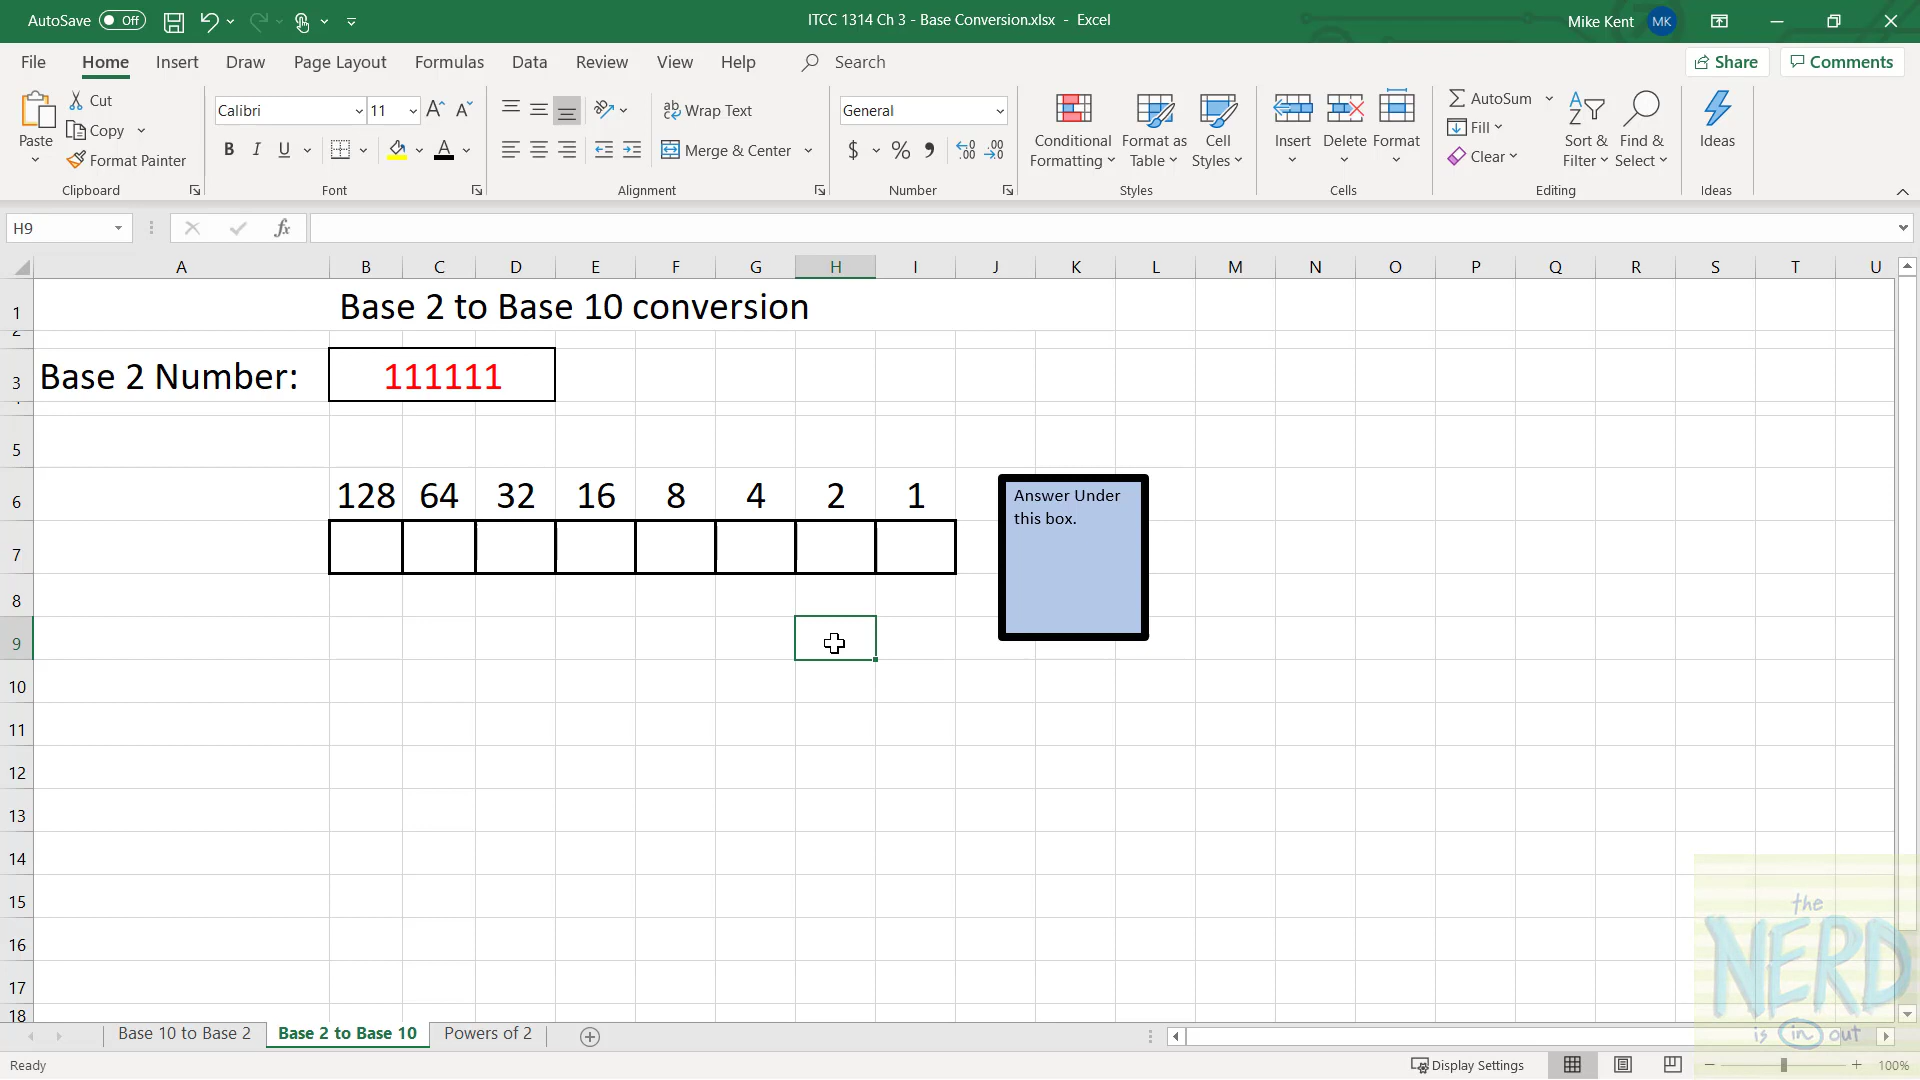 AutoSave Off
ITCC 1314 Ch 3 - Base Conversion.xlsx - Excel
Mike Kent MK
File Home Insert Draw Page Layout Formulas Data Review View Help Search
Share Comments
Paste
Cut
Copy
Format Painter
Clipboard
Calibri 11
B I U
Font
Wrap Text
Merge & Center
Alignment
General
$ % ,
Number
Conditional Formatting
Format as Table
Cell Styles
Styles
Insert Delete Format
Cells
AutoSum
Fill
Clear
Sort & Filter
Find & Select
Editing
Ideas
Ideas
H9
fx
A B C D E F G H I J K L M N O P Q R S T U
1 Base 2 to Base 10 conversion
2
3 Base 2 Number: 111111
5
6 128 64 32 16 8 4 2 1
Answer Under
this box.
7
8
9
10
11
12
13
14
15
16
17
18
the
NERD
is in out
Base 10 to Base 2 Base 2 to Base 10 Powers of 2
Ready
Display Settings
100%